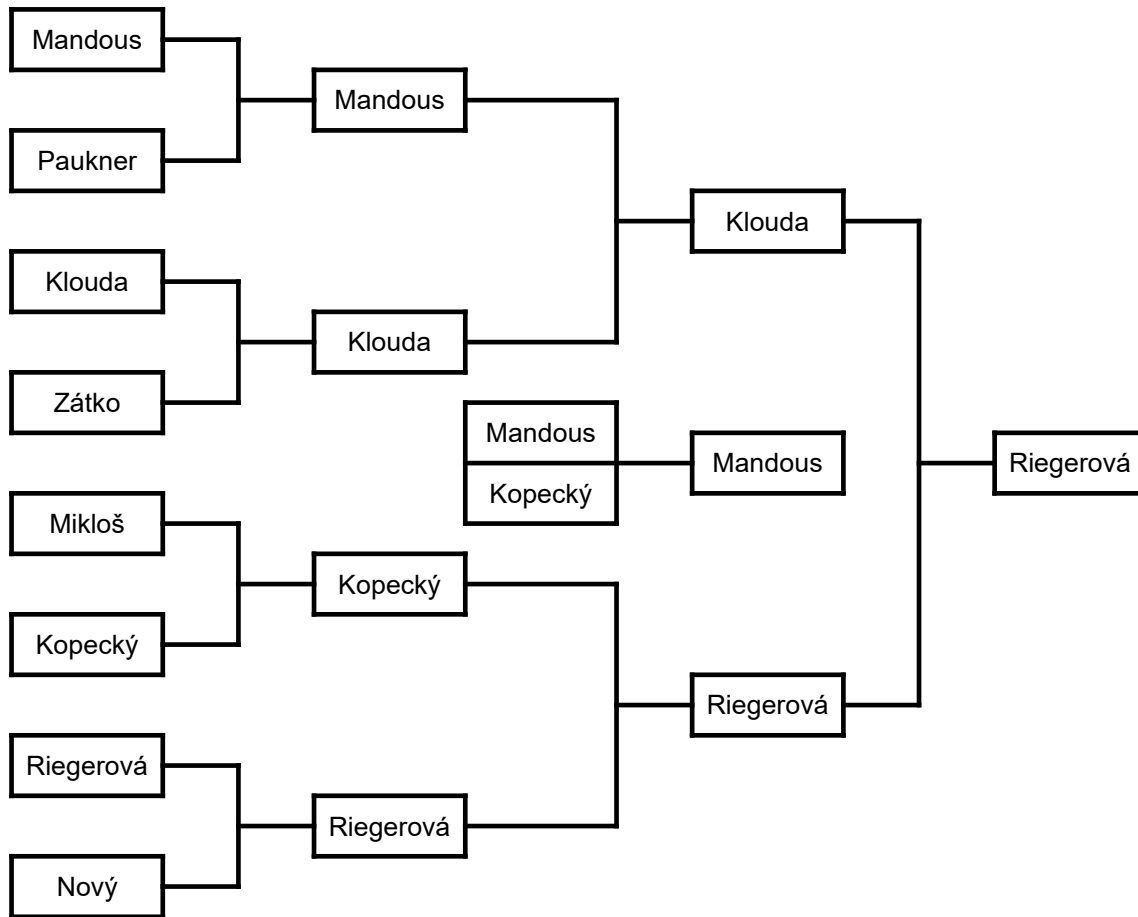 Mandous
Paukner
Klouda
Zátko
Mikloš
Kopecký
Riegerová
Nový
Mandous
Klouda
Kopecký
Riegerová
Mandous
Kopecký
Klouda
Mandous
Riegerová
Riegerová